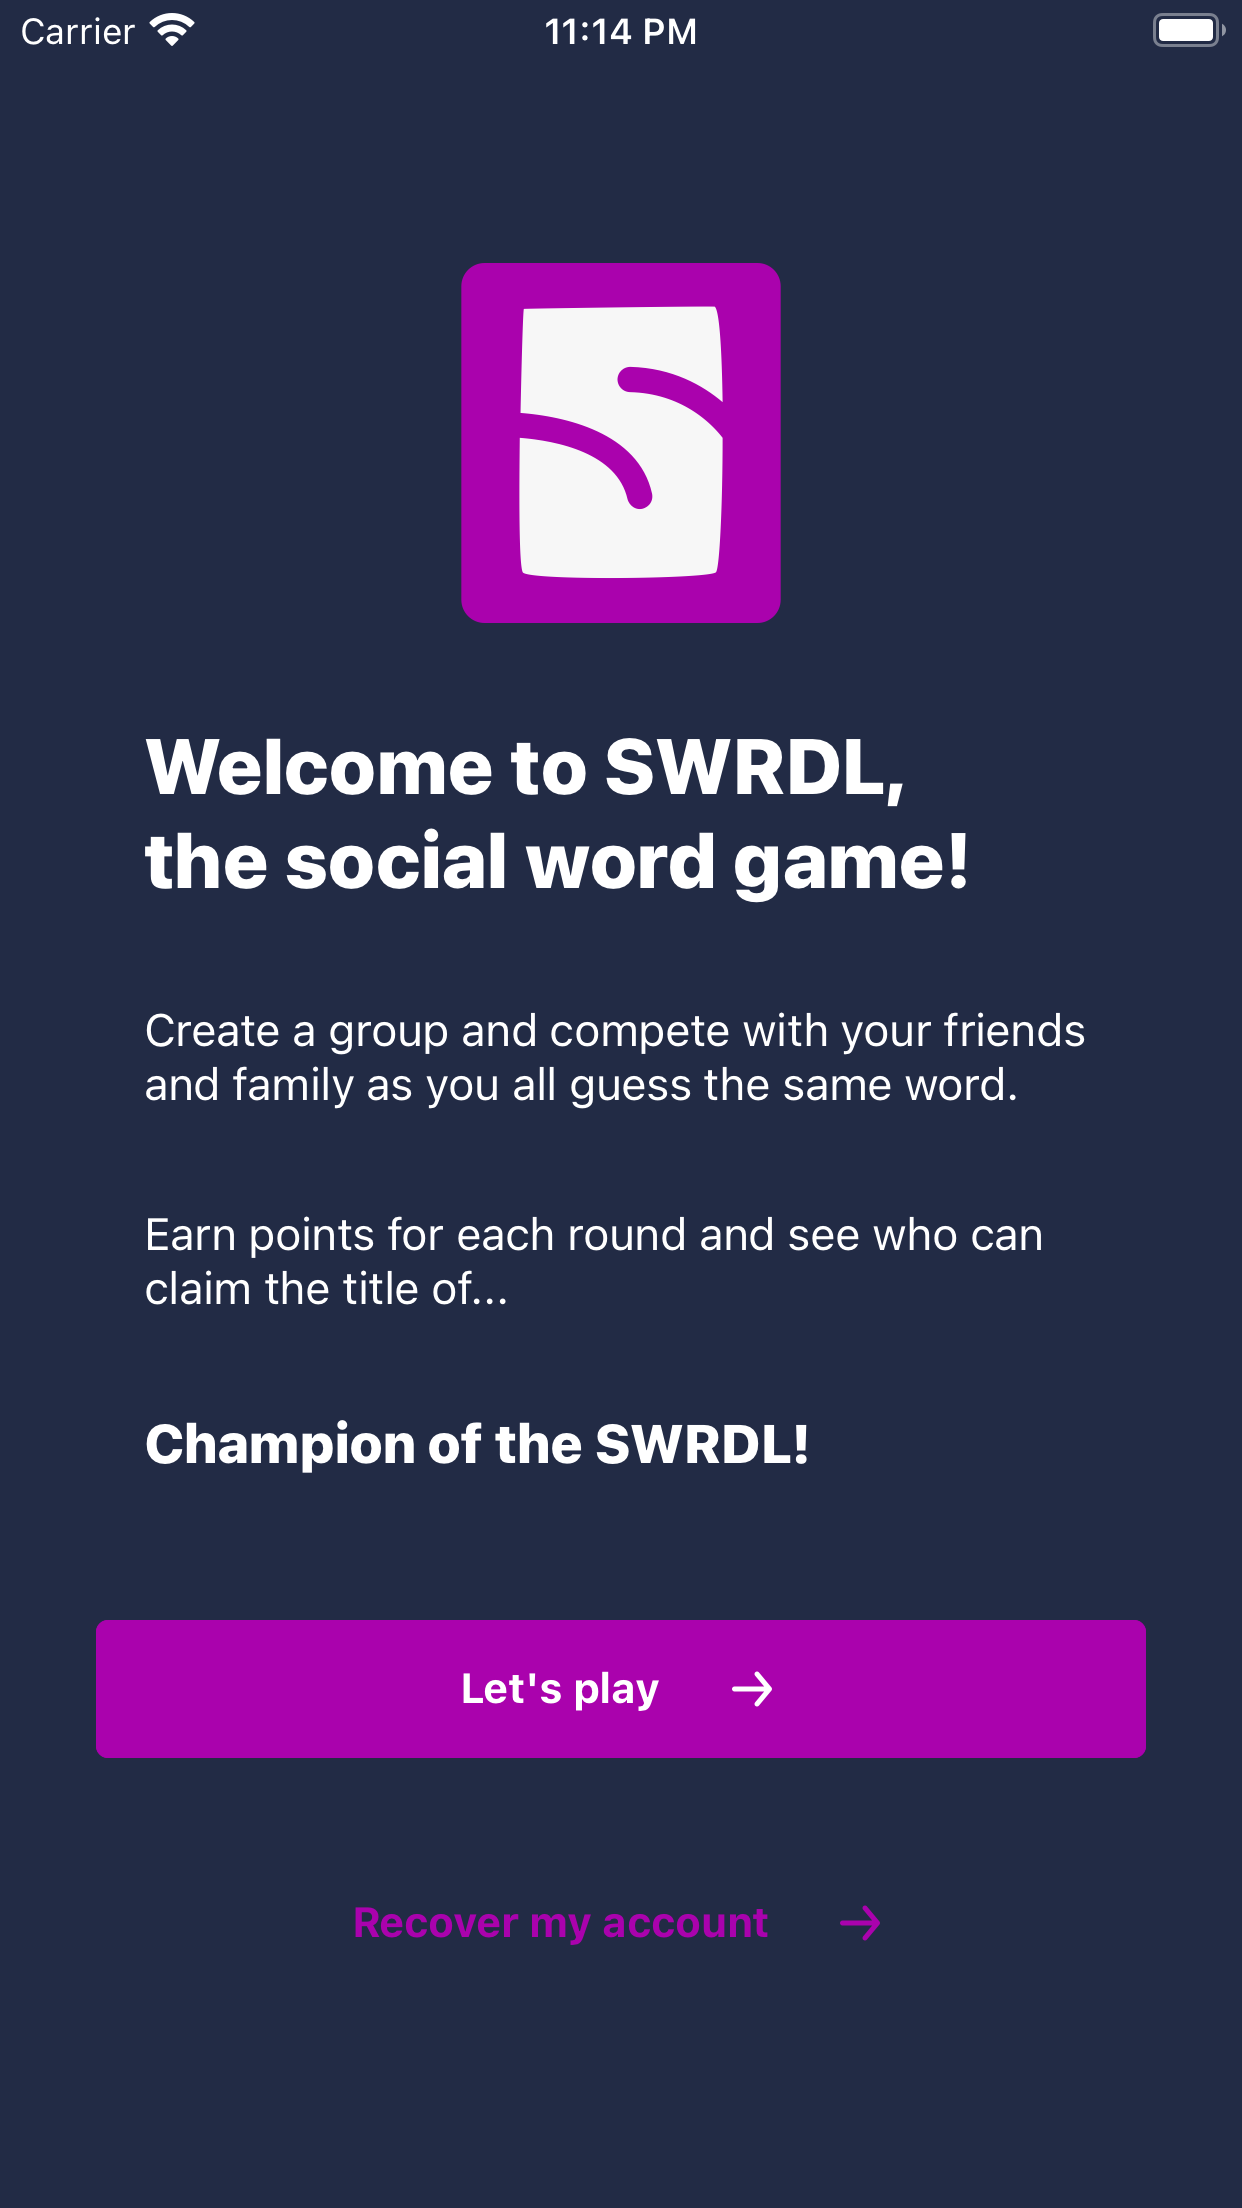 Carrier 11:14 PM
Welcome to SWRDL,
the social word game!
Create a group and compete with your friends
and family as you all guess the same word.
Earn points for each round and see who can
claim the title of...
Champion of the SWRDL!
Let's play
Recover my account